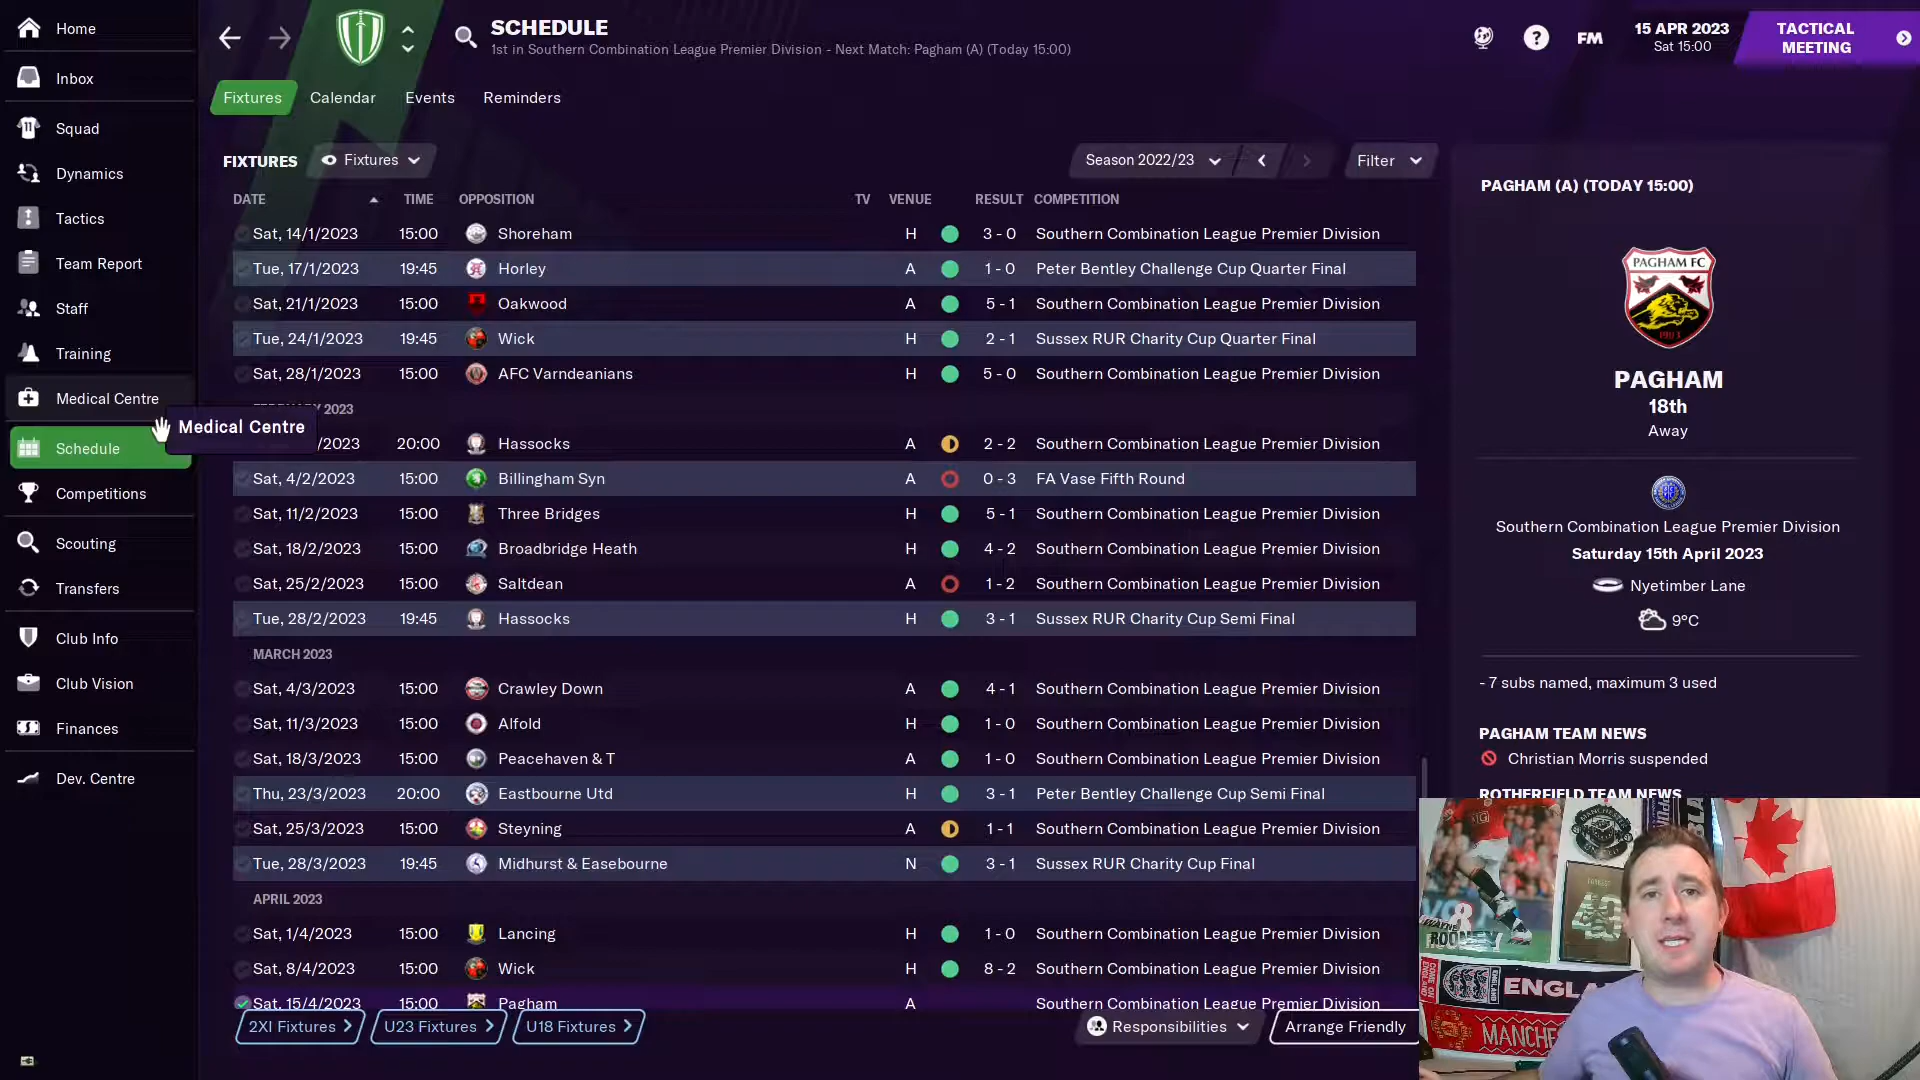 Home
Inbox
Squad
Dynamics
Tactics
Team Report
Staff
Training
Medical Centre
Medical Centre
Schedule
Competitions
Scouting
Transfers
Club Info
Club Vision
Finances
Dev. Centre
SCHEDULE
1st in Southern Combination League Premier Division - Next Match: Pagham (A) (Today 15:00)
? FM
15 APR 2023
Sat 15:00
TACTICAL
MEETING
Fixtures Calendar Events Reminders
FIXTURES Fixtures Season 2022/23 Filter
DATE TIME OPPOSITION TV VENUE RESULT COMPETITION
Sat, 14/1/2023 15:00 Shoreham H 3 - 0 Southern Combination League Premier Division
Tue, 17/1/2023 19:45 Horley A 1 - 0 Peter Bentley Challenge Cup Quarter Final
Sat, 21/1/2023 15:00 Oakwood A 5 - 1 Southern Combination League Premier Division
Tue, 24/1/2023 19:45 Wick H 2 - 1 Sussex RUR Charity Cup Quarter Final
Sat, 28/1/2023 15:00 AFC Varndeanians H 5 - 0 Southern Combination League Premier Division
2023
/2023 20:00 Hassocks A 2 - 2 Southern Combination League Premier Division
Sat, 4/2/2023 15:00 Billingham Syn A 0 - 3 FA Vase Fifth Round
Sat, 11/2/2023 15:00 Three Bridges H 5 - 1 Southern Combination League Premier Division
Sat, 18/2/2023 15:00 Broadbridge Heath H 4 - 2 Southern Combination League Premier Division
Sat, 25/2/2023 15:00 Saltdean A 1 - 2 Southern Combination League Premier Division
Tue, 28/2/2023 19:45 Hassocks H 3 - 1 Sussex RUR Charity Cup Semi Final
MARCH 2023
Sat, 4/3/2023 15:00 Crawley Down A 4 - 1 Southern Combination League Premier Division
Sat, 11/3/2023 15:00 Alfold H 1 - 0 Southern Combination League Premier Division
Sat, 18/3/2023 15:00 Peacehaven & T A 1 - 0 Southern Combination League Premier Division
Thu, 23/3/2023 20:00 Eastbourne Utd H 3 - 1 Peter Bentley Challenge Cup Semi Final
Sat, 25/3/2023 15:00 Steyning A 1 - 1 Southern Combination League Premier Division
Tue, 28/3/2023 19:45 Midhurst & Easebourne N 3 - 1 Sussex RUR Charity Cup Final
APRIL 2023
Sat, 1/4/2023 15:00 Lancing H 1 - 0 Southern Combination League Premier Division
Sat, 8/4/2023 15:00 Wick H 8 - 2 Southern Combination League Premier Division
Sat, 15/4/2023 15:00 Pagham A Southern Combination League Premier Division
2XI Fixtures U23 Fixtures U18 Fixtures Responsibilities Arrange Friendly
PAGHAM (A) (TODAY 15:00)
PAGHAM FC
PAGHAM
18th
Away
Southern Combination League Premier Division
Saturday 15th April 2023
Nyetimber Lane
9°C
- 7 subs named, maximum 3 used
PAGHAM TEAM NEWS
Christian Morris suspended
ROTHERFIELD TEAM NEWS
WAYNE
ROONEY
COME ON
ENGLAND
ENGLA
MANCHE